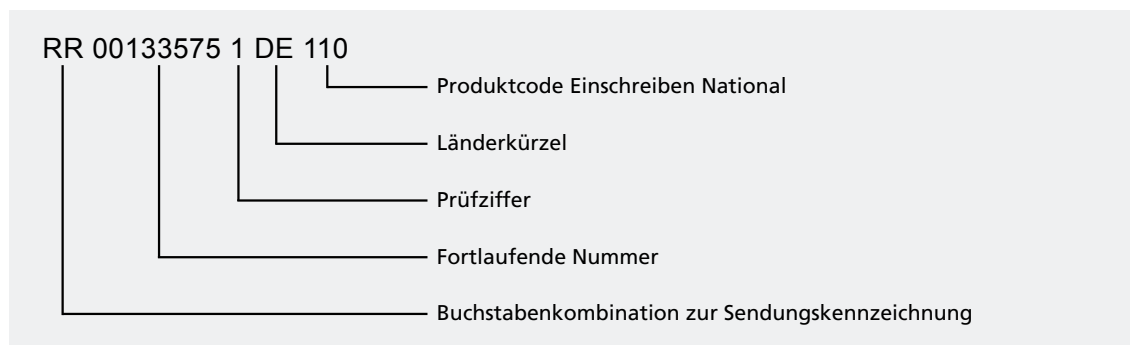 RR 00133575 1 DE 110
Produktcode Einschreiben National
Länderkürzel
Prüfziffer
Fortlaufende Nummer
Buchstabenkombination zur Sendungskennzeichnung